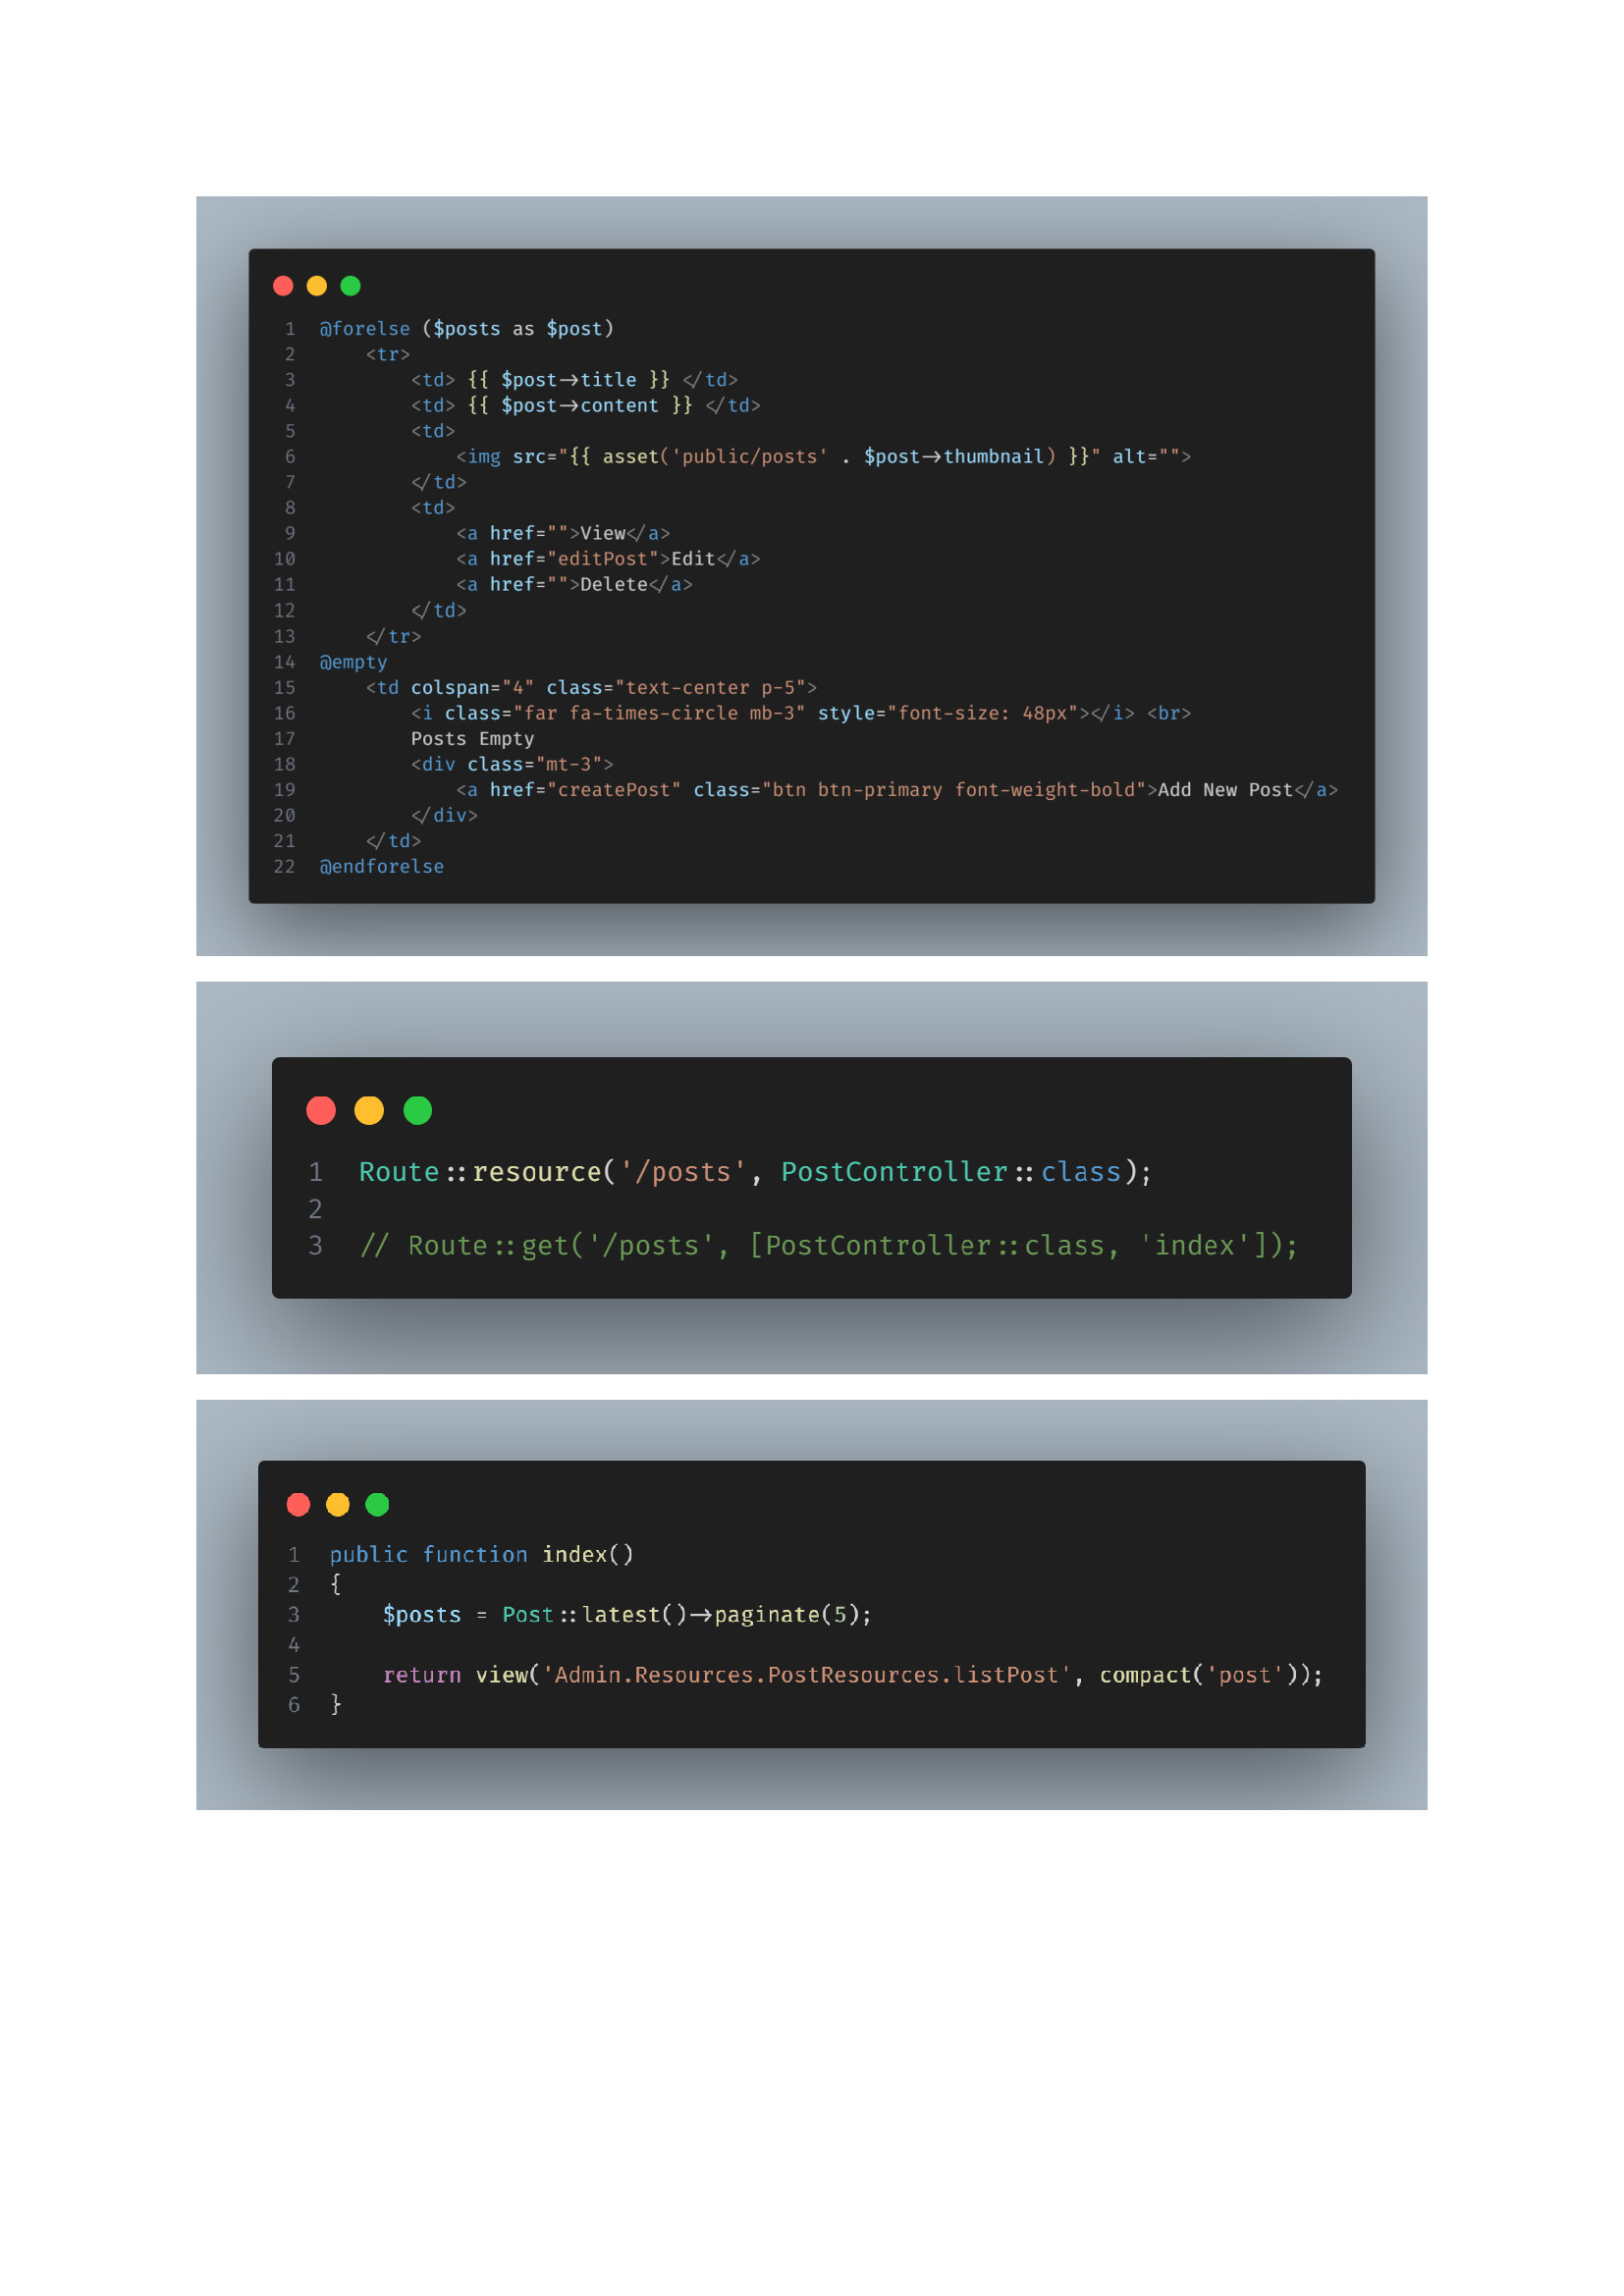 1 @forelse ($posts as $post)
2     <tr>
3         <td> {{ $post->title }} </td>
4         <td> {{ $post->content }} </td>
5         <td>
6             <img src="{{ asset('public/posts' . $post->thumbnail) }}" alt="">
7         </td>
8         <td>
9             <a href="">View</a>
10             <a href="editPost">Edit</a>
11             <a href="">Delete</a>
12         </td>
13     </tr>
14 @empty
15     <td colspan="4" class="text-center p-5">
16         <i class="far fa-times-circle mb-3" style="font-size: 48px"></i> <br>
17         Posts Empty
18         <div class="mt-3">
19             <a href="createPost" class="btn btn-primary font-weight-bold">Add New Post</a>
20         </div>
21     </td>
22 @endforelse
1 Route::resource('/posts', PostController::class);
2
3 // Route::get('/posts', [PostController::class, 'index']);
1 public function index()
2 {
3     $posts = Post::latest()->paginate(5);
4
5     return view('Admin.Resources.PostResources.listPost', compact('post'));
6 }